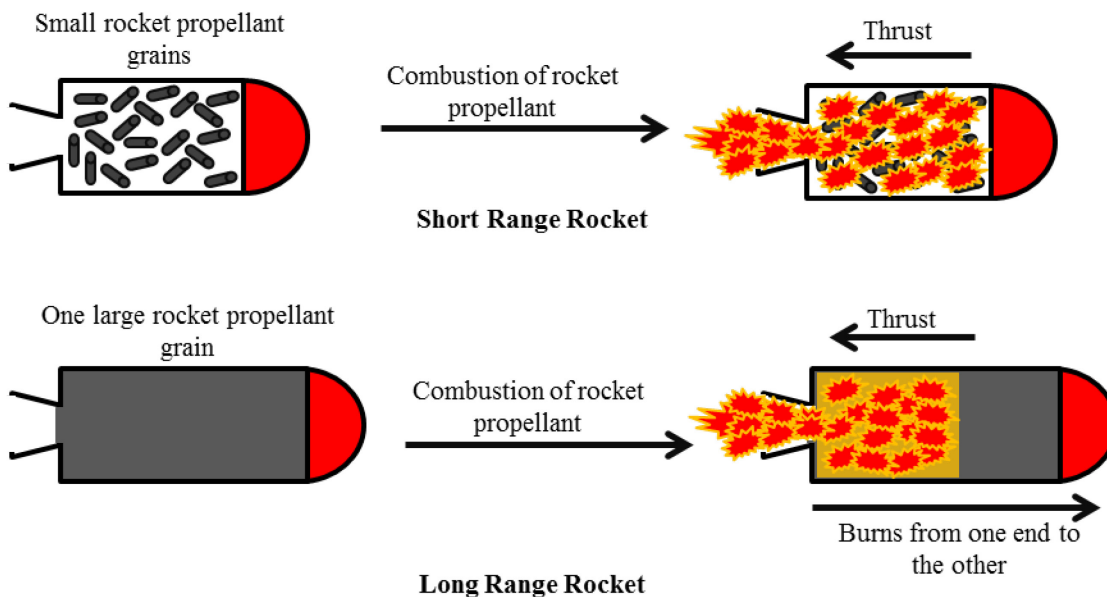 Small rocket propellant
grains
Combustion of rocket
propellant
Thrust
Short Range Rocket
One large rocket propellant
grain
Combustion of rocket
propellant
Thrust
Burns from one end to
the other
Long Range Rocket